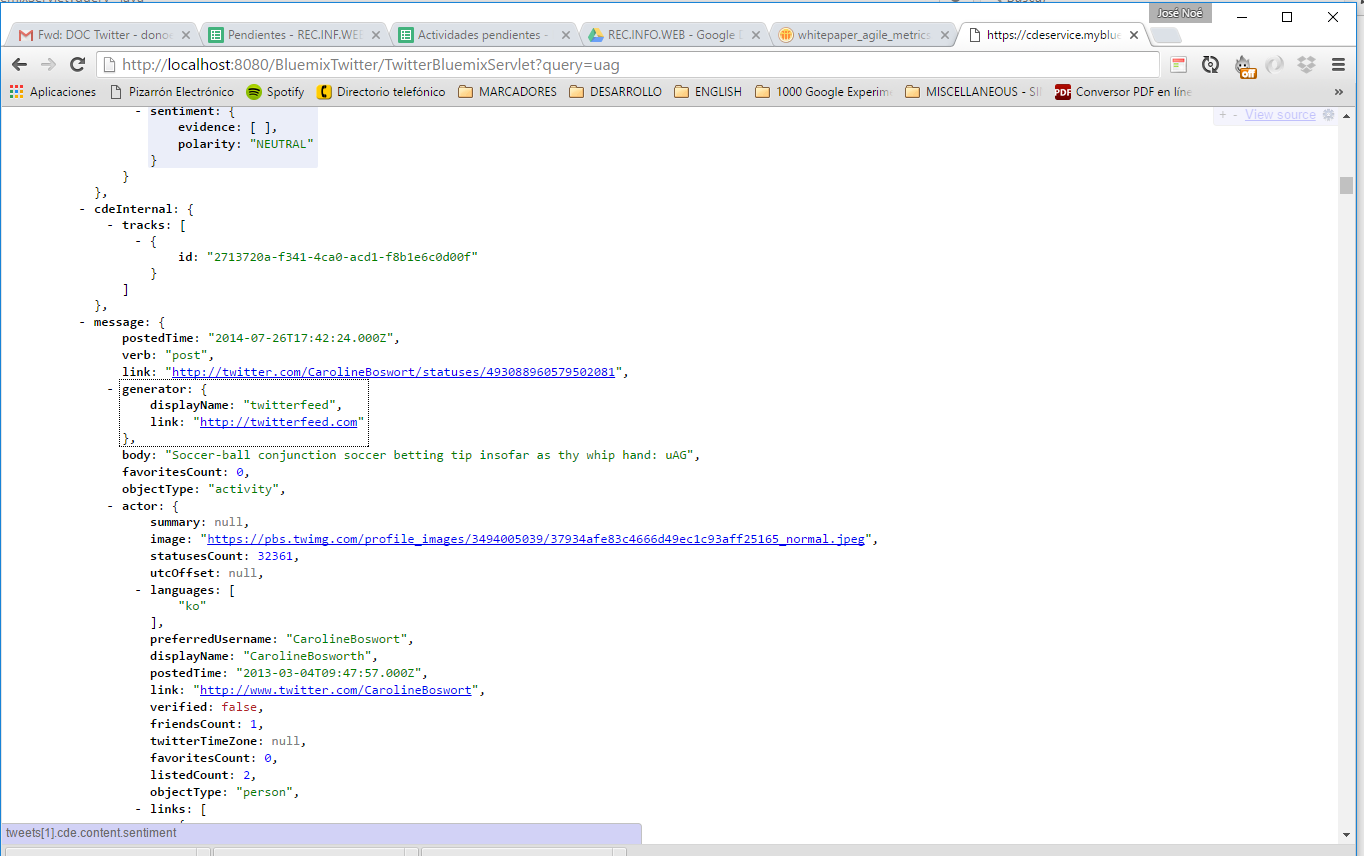 José Noé
Fwd: DOC Twitter - dono
Pendientes - REC.INF.WE
Actividades pendientes -
REC.INFO.WEB - Google D
whitepaper_agile_metrics
https://cdeservice.myblue
http://localhost:8080/BluemixTwitter/TwitterBluemixServlet?query=uag
off
Aplicaciones
Pizarrón Electrónico
Spotify
Directorio telefónico
MARCADORES
DESARROLLO
ENGLISH
1000 Google Experim
MISCELLANEOUS - SI
PDF
Conversor PDF en líne
»
+ - View source
- sentiment: {
evidence: [ ],
polarity: "NEUTRAL"
}
}
},
- cdeInternal: {
- tracks: [
- {
id: "2713720a-f341-4ca0-acd1-f8b1e6c0d00f"
}
]
},
- message: {
postedTime: "2014-07-26T17:42:24.000Z",
verb: "post",
link: "http://twitter.com/CarolineBoswort/statuses/493088960579502081",
- generator: {
displayName: "twitterfeed",
link: "http://twitterfeed.com"
},
body: "Soccer-ball conjunction soccer betting tip insofar as thy whip hand: uAG",
favoritesCount: 0,
objectType: "activity",
- actor: {
summary: null,
image: "https://pbs.twimg.com/profile_images/3494005039/37934afe83c4666d49ec1c93aff25165_normal.jpeg",
statusesCount: 32361,
utcOffset: null,
- languages: [
"ko"
],
preferredUsername: "CarolineBoswort",
displayName: "CarolineBosworth",
postedTime: "2013-03-04T09:47:57.000Z",
link: "http://www.twitter.com/CarolineBoswort",
verified: false,
friendsCount: 1,
twitterTimeZone: null,
favoritesCount: 0,
listedCount: 2,
objectType: "person",
- links: [
tweets[1].cde.content.sentiment